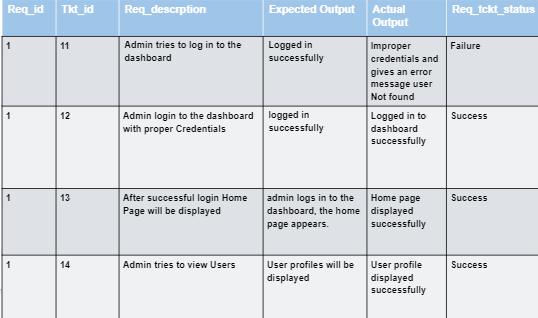 Req_id Tkt_id Req_descrption Expected Output Actual Output Req_tckt_status
1 11 Admin tries to log in to the dashboard Logged in successfully Improper credentials and gives an error message user Not found Failure
1 12 Admin login to the dashboard with proper Credentials logged in successfully Logged in to dashboard successfully Success
1 13 After successful login Home Page will be displayed admin logs in to the dashboard, the home page appears. Home page displayed successfully Success
1 14 Admin tries to view Users User profiles will be displayed User profile displayed successfully Success